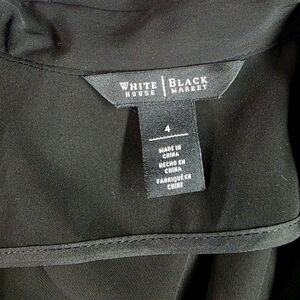 WHITE | BLACK
HOUSE | MARKET
4
MADE IN
CHINA
HECHO EN
CHINA
FABRIQUÉ EN
CHINE